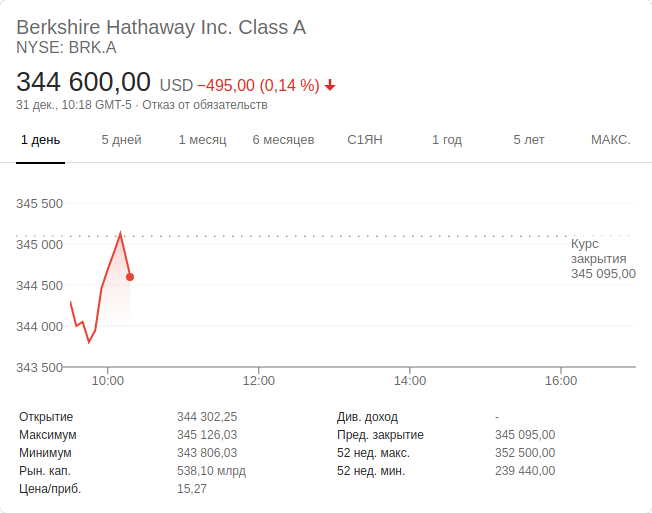 Berkshire Hathaway Inc. Class A
NYSE: BRK.A
344 600,00 USD −495,00 (0,14 %)
31 дек., 10:18 GMT-5 · Отказ от обязательств
1 день 5 дней 1 месяц 6 месяцев С1ЯН 1 год 5 лет МАКС.
345 500
345 000
344 500
344 000
343 500
Курс
закрытия
345 095,00
10:00 12:00 14:00 16:00
Открытие 344 302,25 Див. доход -
Максимум 345 126,03 Пред. закрытие 345 095,00
Минимум 343 806,03 52 нед. макс. 352 500,00
Рын. кап. 538,10 млрд 52 нед. мин. 239 440,00
Цена/приб. 15,27